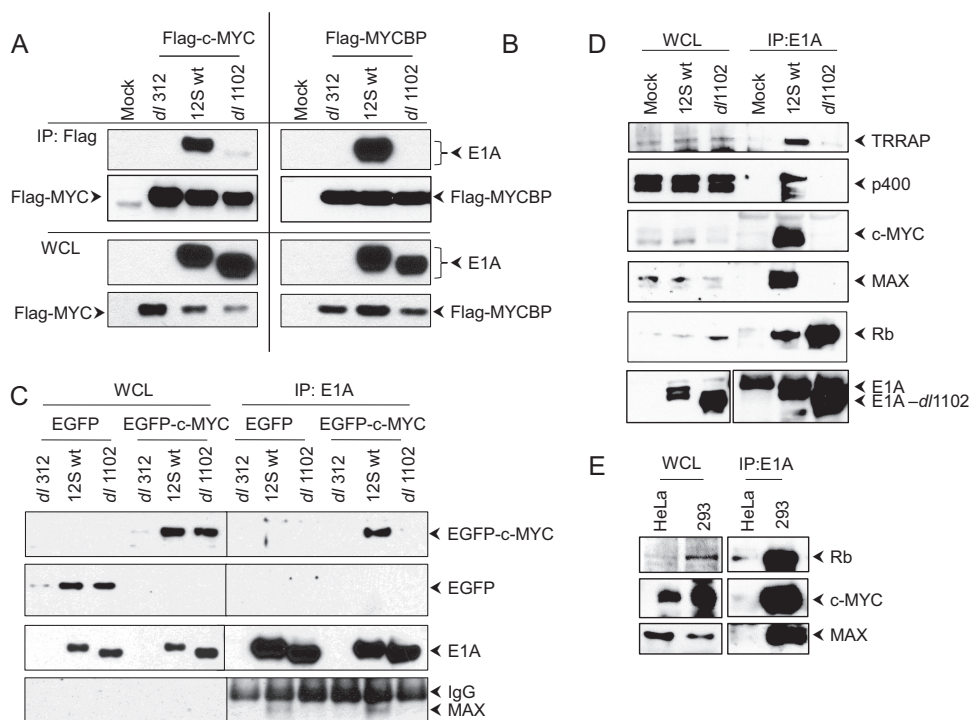 A
Flag-c-MYC
Flag-MYCBP
B
Mock
dl 312
12S wt
dl 1102
dl 312
12S wt
dl 1102
IP: Flag
E1A
Flag-MYC
Flag-MYCBP
WCL
E1A
Flag-MYC
Flag-MYCBP
C
WCL
IP: E1A
EGFP
EGFP-c-MYC
EGFP
EGFP-c-MYC
dl 312
12S wt
dl 1102
dl 312
12S wt
dl 1102
dl 312
12S wt
dl 1102
dl 312
12S wt
dl 1102
EGFP-c-MYC
EGFP
E1A
IgG
MAX
D
WCL
IP:E1A
Mock
12S wt
dl1102
Mock
12S wt
dl1102
TRRAP
p400
c-MYC
MAX
Rb
E1A
E1A –dl1102
E
WCL
IP:E1A
HeLa
293
HeLa
293
Rb
c-MYC
MAX